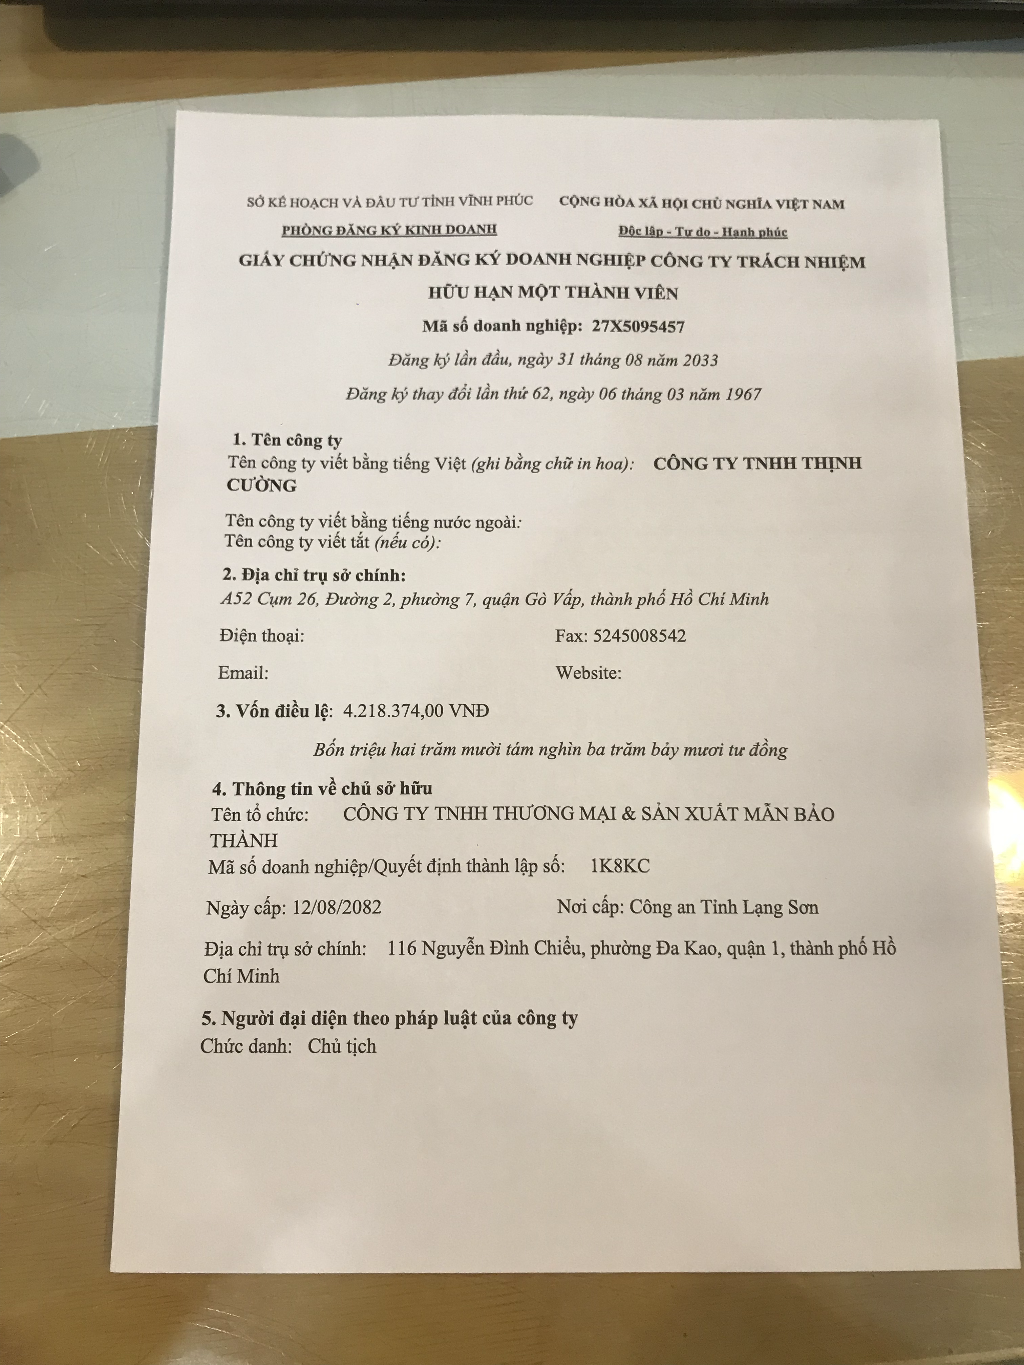 SỞ KẾ HOẠCH VÀ ĐẦU TƯ TỈNH VĨNH PHÚC CỘNG HÒA XÃ HỘI CHỦ NGHĨA VIỆT NAM
PHÒNG ĐĂNG KÝ KINH DOANH Độc lập - Tự do - Hạnh phúc
GIẤY CHỨNG NHẬN ĐĂNG KÝ DOANH NGHIỆP CÔNG TY TRÁCH NHIỆM
HỮU HẠN MỘT THÀNH VIÊN
Mã số doanh nghiệp: 27X5095457
Đăng ký lần đầu, ngày 31 tháng 08 năm 2033
Đăng ký thay đổi lần thứ 62, ngày 06 tháng 03 năm 1967
1. Tên công ty
Tên công ty viết bằng tiếng Việt (ghi bằng chữ in hoa): CÔNG TY TNHH THỊNH
CƯỜNG
Tên công ty viết bằng tiếng nước ngoài:
Tên công ty viết tắt (nếu có):
2. Địa chỉ trụ sở chính:
A52 Cụm 26, Đường 2, phường 7, quận Gò Vấp, thành phố Hồ Chí Minh
Điện thoại: Fax: 5245008542
Email: Website:
3. Vốn điều lệ: 4.218.374,00 VNĐ
Bốn triệu hai trăm mười tám nghìn ba trăm bảy mươi tư đồng
4. Thông tin về chủ sở hữu
Tên tổ chức: CÔNG TY TNHH THƯƠNG MẠI & SẢN XUẤT MẪN BẢO
THÀNH
Mã số doanh nghiệp/Quyết định thành lập số: 1K8KC
Ngày cấp: 12/08/2082 Nơi cấp: Công an Tỉnh Lạng Sơn
Địa chỉ trụ sở chính: 116 Nguyễn Đình Chiểu, phường Đa Kao, quận 1, thành phố Hồ
Chí Minh
5. Người đại diện theo pháp luật của công ty
Chức danh: Chủ tịch